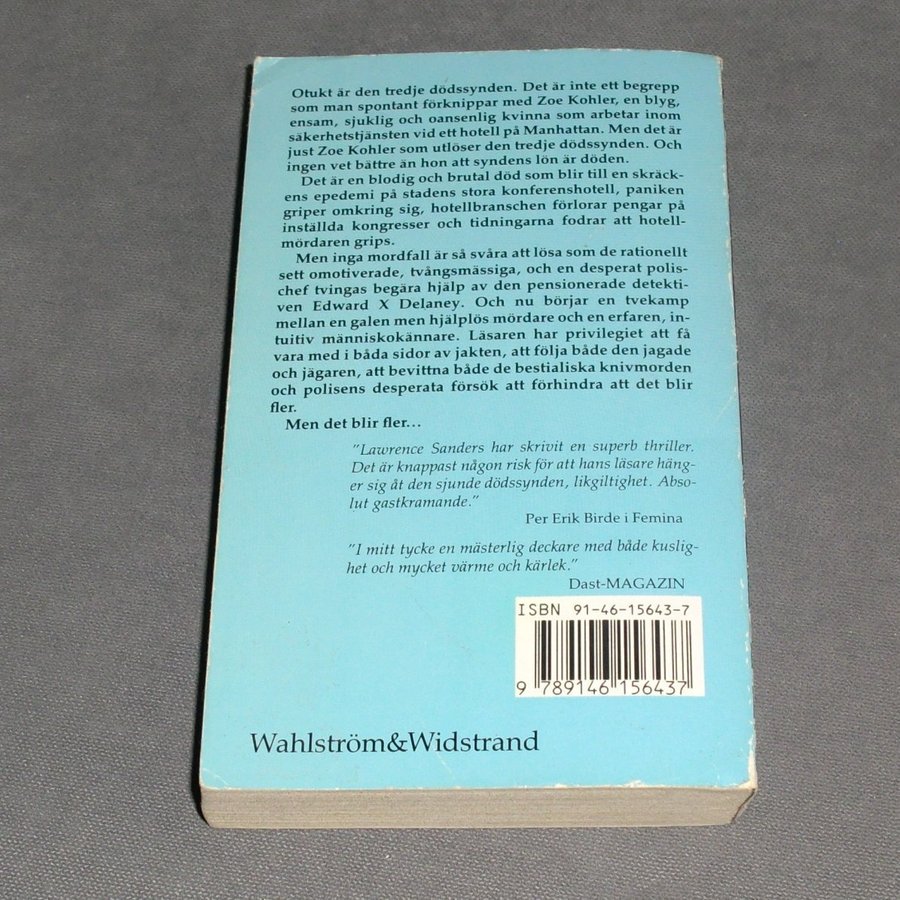 Otukt är den tredje dödssynden. Det är inte ett begrepp
som man spontant förknippar med Zoe Kohler, en blyg,
ensam, sjuklig och oansenlig kvinna som arbetar inom
säkerhetstjänsten vid ett hotell på Manhattan. Men det är
just Zoe Kohler som utlöser den tredje dödssynden. Och
ingen vet bättre än hon att syndens lön är döden.
Det är en blodig och brutal död som blir till en skräck-
ens epedemi på stadens stora konferenshotell, paniken
griper omkring sig, hotellbranschen förlorar pengar på
inställda kongresser och tidningarna fodrar att hotell-
mördaren grips.
Men inga mordfall är så svåra att lösa som de rationellt
sett omotiverade, tvångsmässiga, och en desperat polis-
chef tvingas begära hjälp av den pensionerade detekti-
ven Edward X Delaney. Och nu börjar en tvekamp
mellan en galen men hjälplös mördare och en erfaren, in-
tuitiv människokännare. Läsaren har privilegiet att få
vara med i båda sidor av jakten, att följa både den jagade
och jägaren, att bevittna både de bestialiska knivmorden
och polisens desperata försök att förhindra att det blir
fler.
Men det blir fler...
"Lawrence Sanders har skrivit en superb thriller.
Det är knappast någon risk för att hans läsare häng-
er sig åt den sjunde dödssynden, likgiltighet. Abso-
lut gastkramande."
Per Erik Birde i Femina
"I mitt tycke en mästerlig deckare med både kuslig-
het och mycket värme och kärlek."
Dast-MAGAZIN
ISBN 91-46-15643-7
9 789146 156437
Wahlström&Widstrand